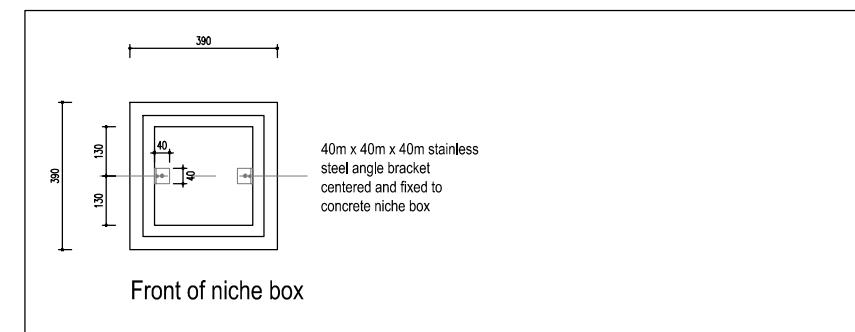 390
390
130
40
40
130
40m x 40m x 40m stainless
steel angle bracket
centered and fixed to
concrete niche box
Front of niche box